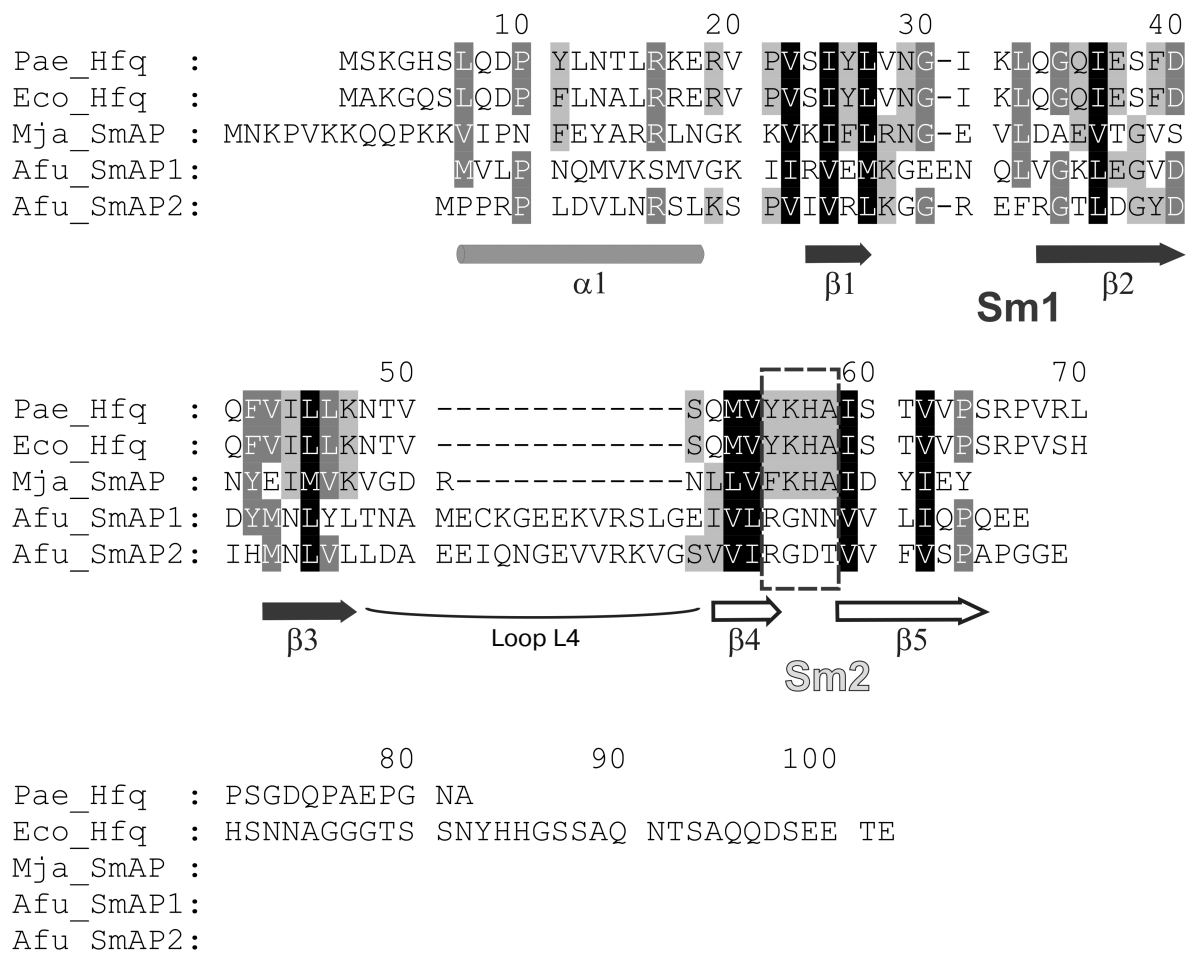 10 20 30 40
Pae_Hfq : MSKGHSLQDP YLNTLRKERV PVSIYLVNG-I KLQGQIESFD
Eco_Hfq : MAKGQSLQDP FLNALRRERV PVSIYLVNG-I KLQGQIESFD
Mja_SmAP : MNKPVKKQQPKKVIPN FEYARRLNGK KVKIFLRNG-E VLDAEVTGVS
Afu_SmAP1: MVLP NQMVKSMVGK IIRVEMKGEEN QLVGKLEGVD
Afu_SmAP2: MPPRP LDVLNRSLKS PVIVRLKGG-R EFRGTLDGYD
α1 β1 β2
Sm1
50 60 70
Pae_Hfq : QFVILLKNTV -------------SQMVYKHAIS TVVPSRPVRL
Eco_Hfq : QFVILLKNTV -------------SQMVYKHAIS TVVPSRPVSH
Mja_SmAP : NYEIMVKVGD R------------NLLVFKHAID YIEY
Afu_SmAP1: DYMNLYLTNA MECKGEEKVRSLGEIVLRGNNVV LIQPQEE
Afu_SmAP2: IHMNLVLLDA EEIQNGEVVRKVGSVVIRGDTVV FVSPAPGGE
β3 Loop L4 β4 β5
Sm2
80 90 100
Pae_Hfq : PSGDQPAEPG NA
Eco_Hfq : HSNNAGGGTS SNYHHGSSAQ NTSAQQDSEE TE
Mja_SmAP :
Afu_SmAP1:
Afu_SmAP2: